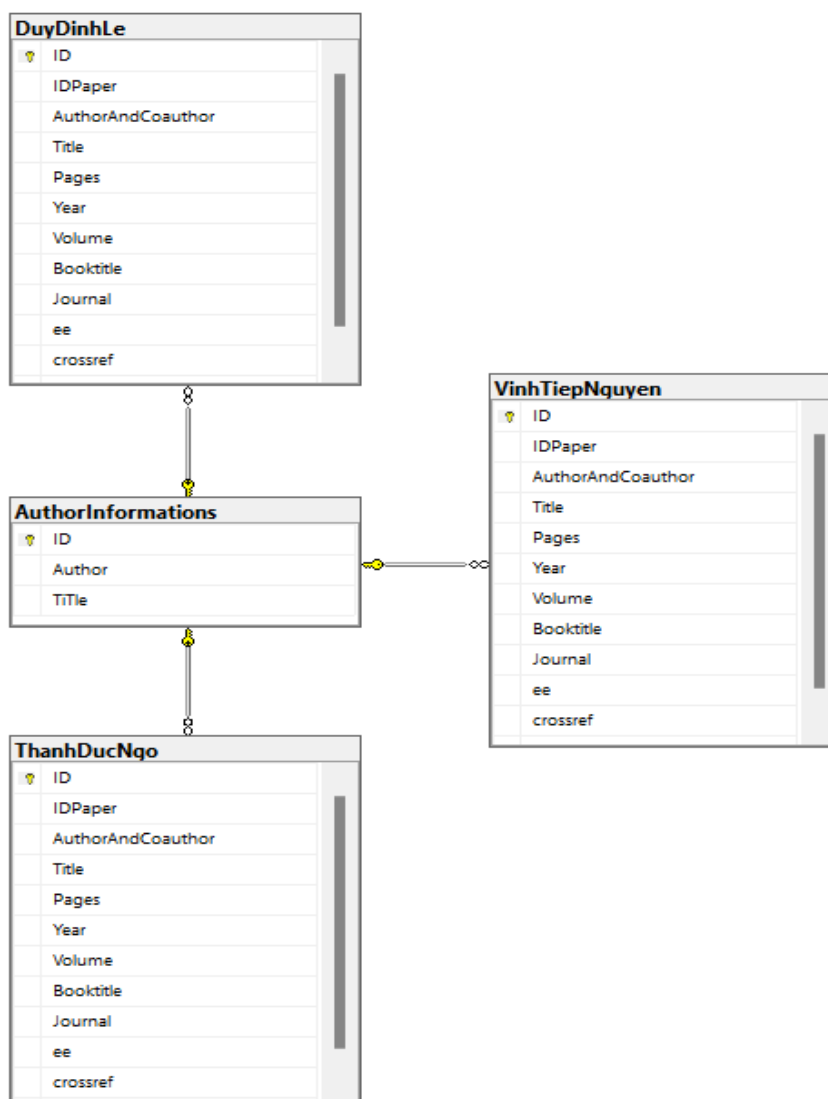 DuyDinhLe
ID
IDPaper
AuthorAndCoauthor
Title
Pages
Year
Volume
Booktitle
Journal
ee
crossref
AuthorInformations
ID
Author
TiTle
VinhTiepNguyen
ID
IDPaper
AuthorAndCoauthor
Title
Pages
Year
Volume
Booktitle
Journal
ee
crossref
ThanhDucNgo
ID
IDPaper
AuthorAndCoauthor
Title
Pages
Year
Volume
Booktitle
Journal
ee
crossref